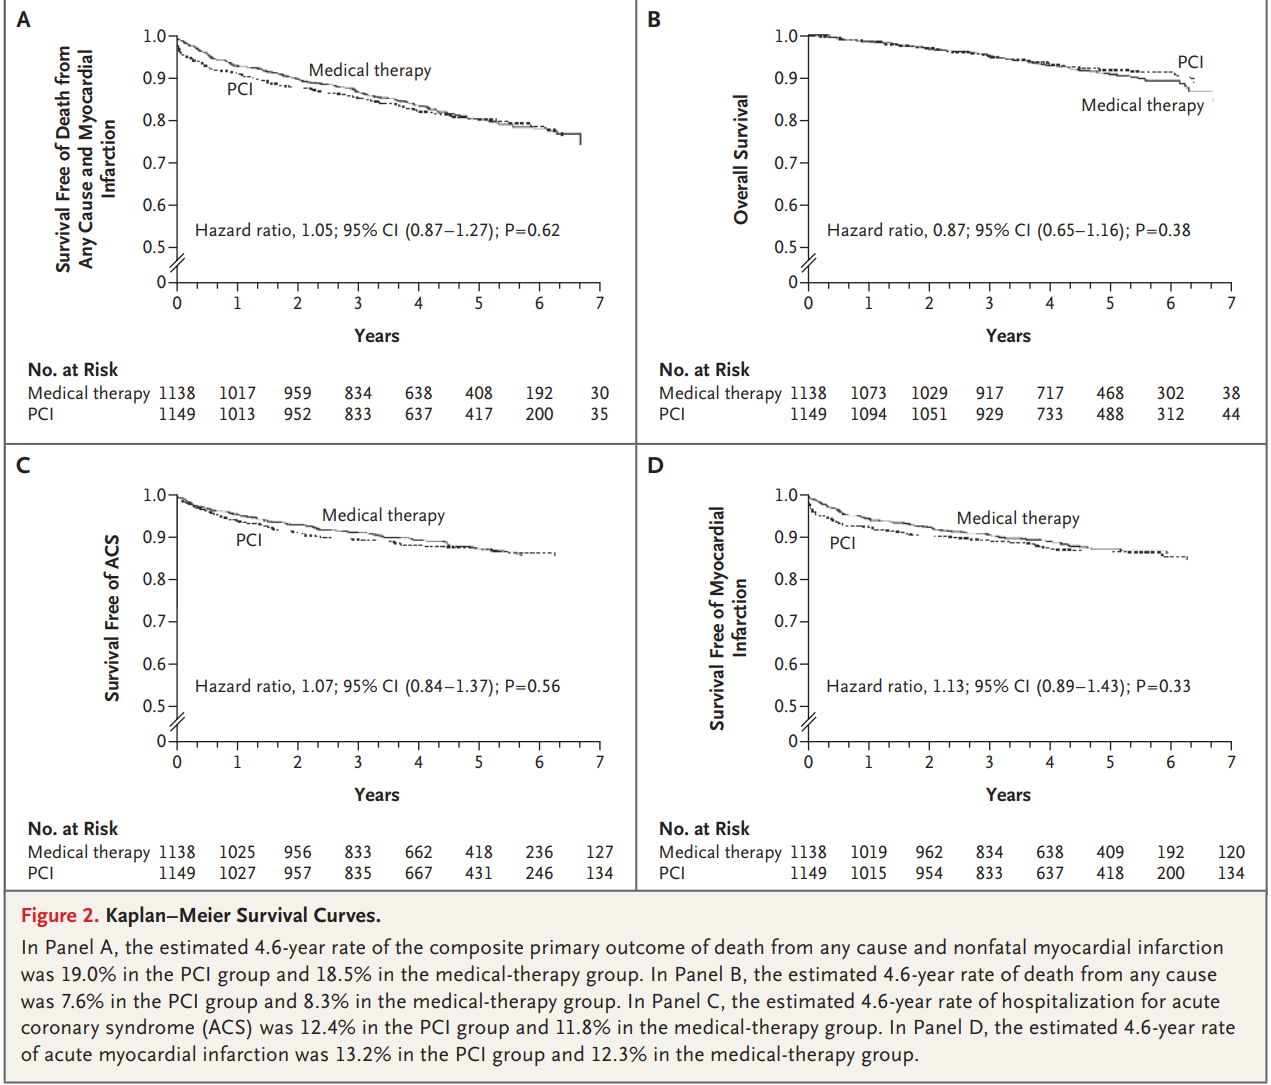 A
1.0
0.9
0.8
0.7
0.6
0.5
0
Survival Free of Death from
Any Cause and Myocardial
Infarction
Medical therapy
PCI
Hazard ratio, 1.05; 95% CI (0.87–1.27); P=0.62
0 1 2 3 4 5 6 7
Years
No. at Risk
Medical therapy 1138 1017 959 834 638 408 192 30
PCI 1149 1013 952 833 637 417 200 35
B
1.0
0.9
0.8
0.7
0.6
0.5
0
Overall Survival
PCI
Medical therapy
Hazard ratio, 0.87; 95% CI (0.65–1.16); P=0.38
0 1 2 3 4 5 6 7
Years
No. at Risk
Medical therapy 1138 1073 1029 917 717 468 302 38
PCI 1149 1094 1051 929 733 488 312 44
C
1.0
0.9
0.8
0.7
0.6
0.5
0
Survival Free of ACS
Medical therapy
PCI
Hazard ratio, 1.07; 95% CI (0.84–1.37); P=0.56
0 1 2 3 4 5 6 7
Years
No. at Risk
Medical therapy 1138 1025 956 833 662 418 236 127
PCI 1149 1027 957 835 667 431 246 134
D
1.0
0.9
0.8
0.7
0.6
0.5
0
Survival Free of Myocardial
Infarction
Medical therapy
PCI
Hazard ratio, 1.13; 95% CI (0.89–1.43); P=0.33
0 1 2 3 4 5 6 7
Years
No. at Risk
Medical therapy 1138 1019 962 834 638 409 192 120
PCI 1149 1015 954 833 637 418 200 134
Figure 2. Kaplan–Meier Survival Curves.
In Panel A, the estimated 4.6-year rate of the composite primary outcome of death from any cause and nonfatal myocardial infarction
was 19.0% in the PCI group and 18.5% in the medical-therapy group. In Panel B, the estimated 4.6-year rate of death from any cause
was 7.6% in the PCI group and 8.3% in the medical-therapy group. In Panel C, the estimated 4.6-year rate of hospitalization for acute
coronary syndrome (ACS) was 12.4% in the PCI group and 11.8% in the medical-therapy group. In Panel D, the estimated 4.6-year rate
of acute myocardial infarction was 13.2% in the PCI group and 12.3% in the medical-therapy group.